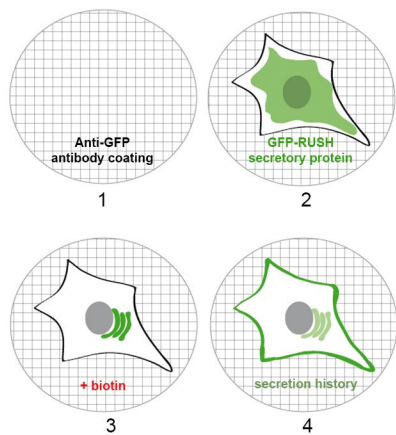 Anti-GFP
antibody coating
1
GFP-RUSH
secretory protein
2
+ biotin
3
secretion history
4